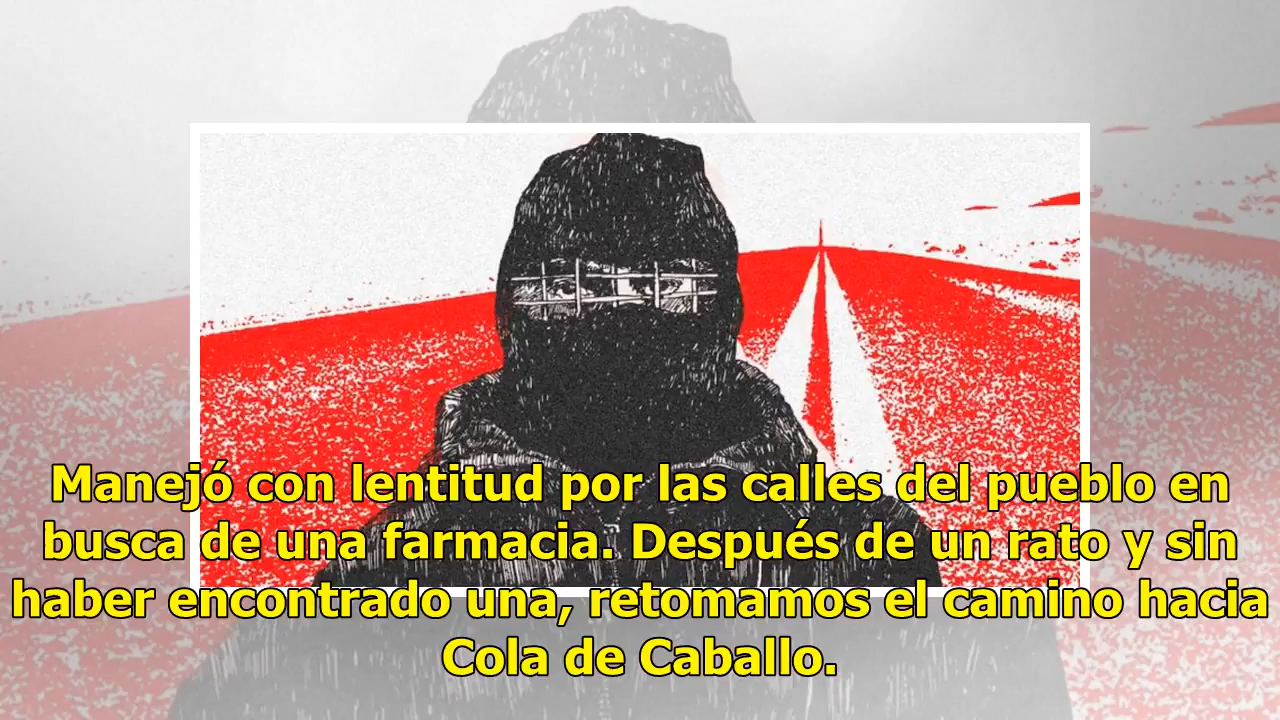 Manejó con lentitud por las calles del pueblo en
busca de una farmacia. Después de un rato y sin
haber encontrado una, retomamos el camino hacia
Cola de Caballo.